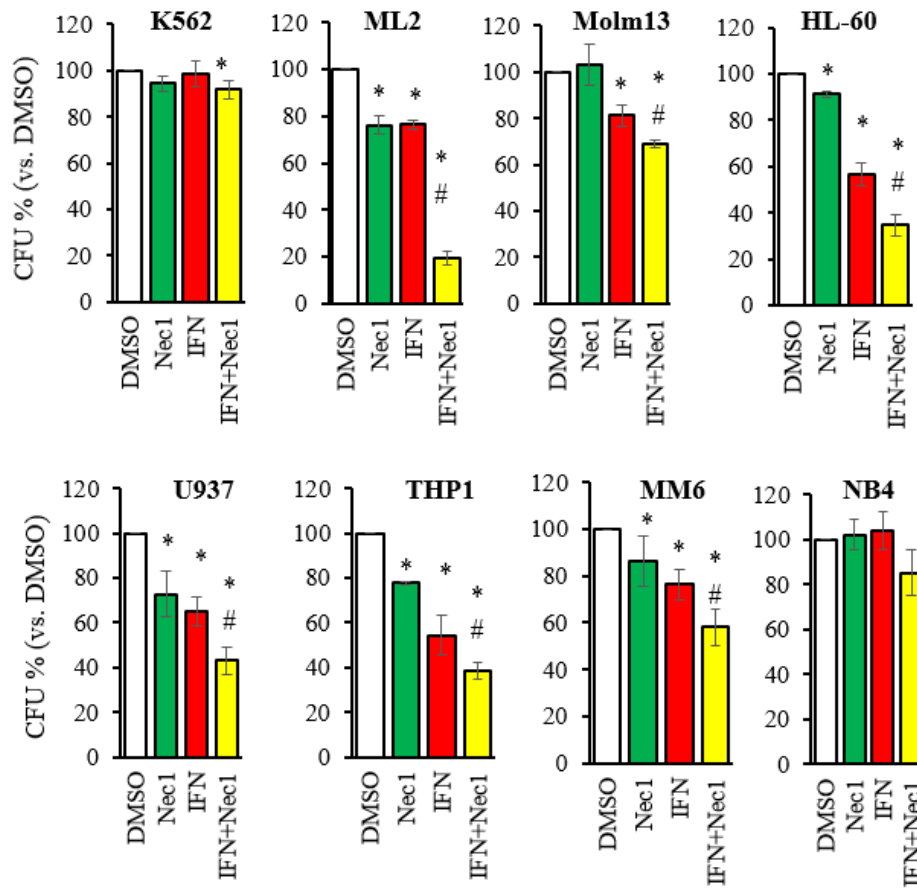 K562
ML2
Molm13
HL-60
CFU % (vs. DMSO)
120
100
80
60
40
20
0
*
DMSO
Nec1
IFN
IFN+Nec1
120
100
80
60
40
20
0
*
*
*
#
DMSO
Nec1
IFN
IFN+Nec1
120
100
80
60
40
20
0
*
*
#
DMSO
Nec1
IFN
IFN+Nec1
120
100
80
60
40
20
0
*
*
*
#
DMSO
Nec1
IFN
IFN+Nec1
U937
THP1
MM6
NB4
CFU % (vs. DMSO)
120
100
80
60
40
20
0
*
*
*
#
DMSO
Nec1
IFN
IFN+Nec1
120
100
80
60
40
20
0
*
*
*
#
DMSO
Nec1
IFN
IFN+Nec1
120
100
80
60
40
20
0
*
*
*
#
DMSO
Nec1
IFN
IFN+Nec1
120
100
80
60
40
20
0
DMSO
Nec1
IFN
IFN+Nec1